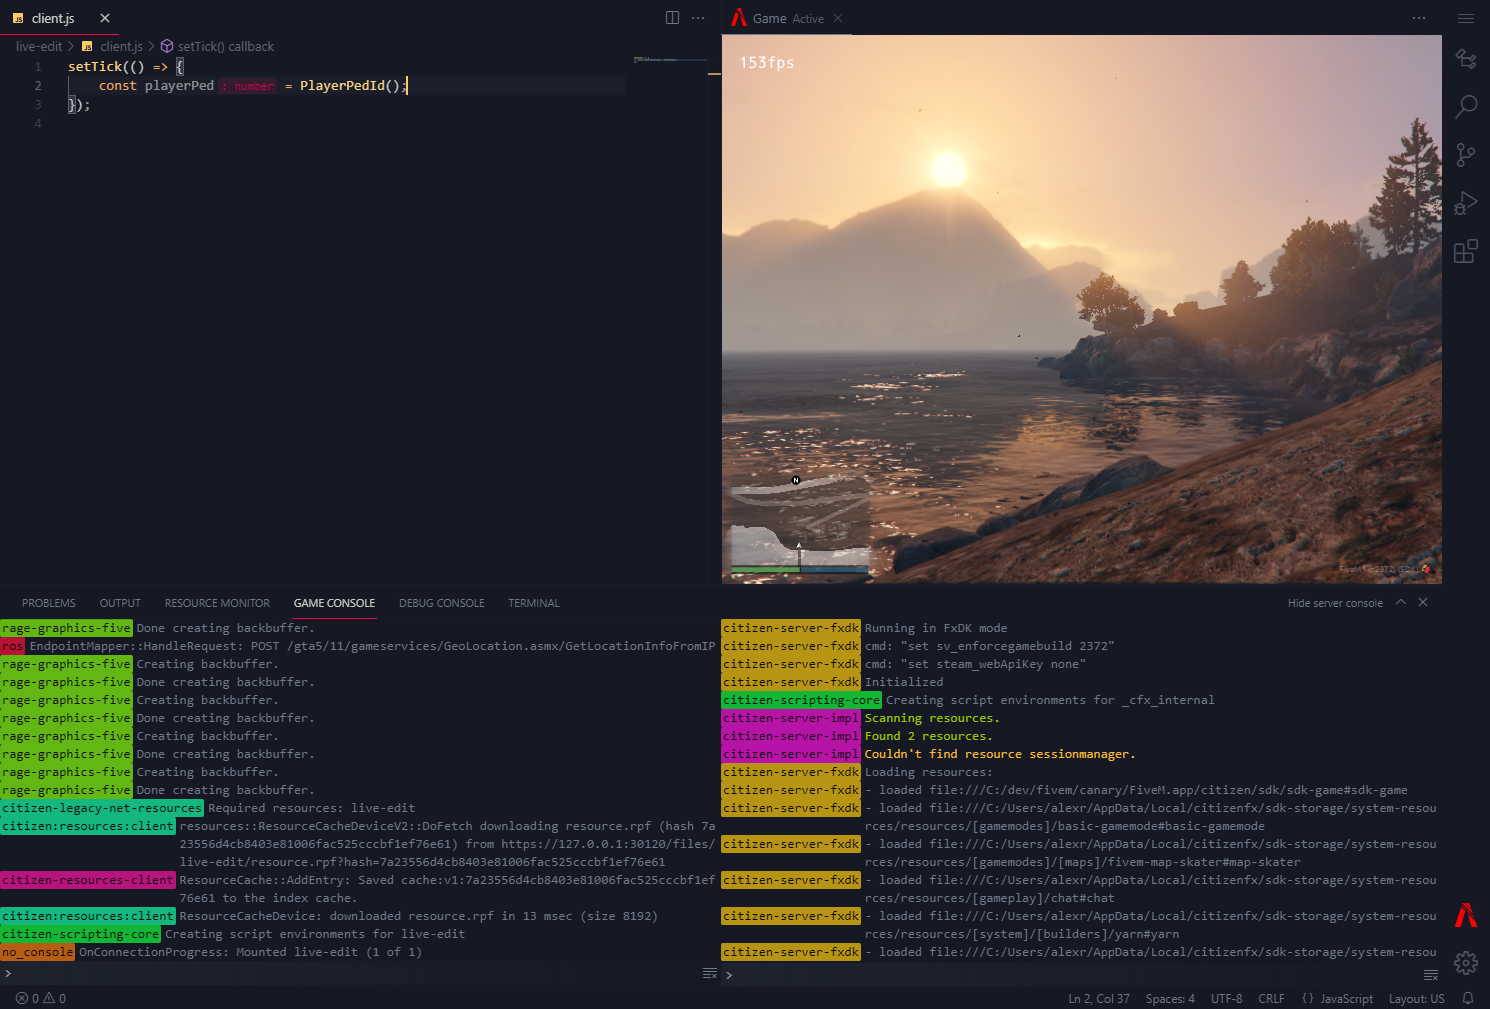 client.js
live-edit > client.js > setTick() callback
1 setTick(() => {
2 const playerPed : number = PlayerPedId();
3 });
4
Game Active
153fps
N
PROBLEMS OUTPUT RESOURCE MONITOR GAME CONSOLE DEBUG CONSOLE TERMINAL
Hide server console
rage-graphics-five Done creating backbuffer.
ros EndpointMapper::HandleRequest: POST /gta5/11/gameservices/GeoLocation.asmx/GetLocationInfoFromIP
rage-graphics-five Creating backbuffer.
rage-graphics-five Done creating backbuffer.
rage-graphics-five Creating backbuffer.
rage-graphics-five Done creating backbuffer.
rage-graphics-five Creating backbuffer.
rage-graphics-five Done creating backbuffer.
rage-graphics-five Creating backbuffer.
rage-graphics-five Done creating backbuffer.
citizen-legacy-net-resources Required resources: live-edit
citizen:resources:client resources::ResourceCacheDeviceV2::DoFetch downloading resource.rpf (hash 7a
23556d4cb8403e81006fac525cccbf1ef76e61) from https://127.0.0.1:30120/files/
live-edit/resource.rpf?hash=7a23556d4cb8403e81006fac525cccbf1ef76e61
citizen-resources-client ResourceCache::AddEntry: Saved cache:v1:7a23556d4cb8403e81006fac525cccbf1ef
76e61 to the index cache.
citizen:resources:client ResourceCacheDevice: downloaded resource.rpf in 13 msec (size 8192)
citizen-scripting-core Creating script environments for live-edit
no_console OnConnectionProgress: Mounted live-edit (1 of 1)
>
citizen-server-fxdk Running in FxDK mode
citizen-server-fxdk cmd: "set sv_enforcegamebuild 2372"
citizen-server-fxdk cmd: "set steam_webApiKey none"
citizen-server-fxdk Initialized
citizen-scripting-core Creating script environments for _cfx_internal
citizen-server-impl Scanning resources.
citizen-server-impl Found 2 resources.
citizen-server-impl Couldn't find resource sessionmanager.
citizen-server-fxdk Loading resources:
citizen-server-fxdk - loaded file:///C:/dev/fivem/canary/FiveM.app/citizen/sdk/sdk-game#sdk-game
citizen-server-fxdk - loaded file:///C:/Users/alexr/AppData/Local/citizenfx/sdk-storage/system-resou
rces/resources/[gamemodes]/basic-gamemode#basic-gamemode
citizen-server-fxdk - loaded file:///C:/Users/alexr/AppData/Local/citizenfx/sdk-storage/system-resou
rces/resources/[gamemodes]/[maps]/fivem-map-skater#map-skater
citizen-server-fxdk - loaded file:///C:/Users/alexr/AppData/Local/citizenfx/sdk-storage/system-resou
rces/resources/[gameplay]/chat#chat
citizen-server-fxdk - loaded file:///C:/Users/alexr/AppData/Local/citizenfx/sdk-storage/system-resou
rces/resources/[system]/[builders]/yarn#yarn
citizen-server-fxdk - loaded file:///C:/Users/alexr/AppData/Local/citizenfx/sdk-storage/system-resou
>
0 0
Ln 2, Col 37 Spaces: 4 UTF-8 CRLF {} JavaScript Layout: US